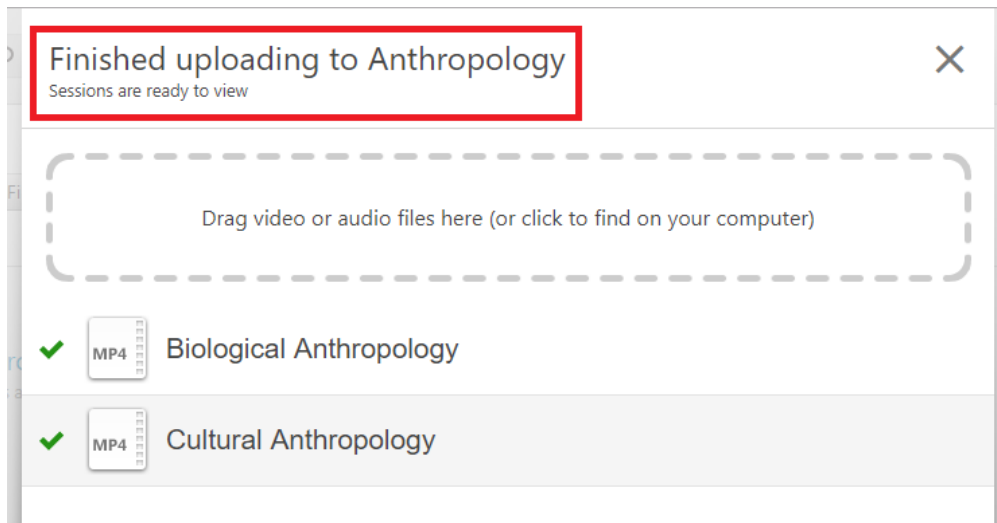 Finished uploading to Anthropology
Sessions are ready to view
Drag video or audio files here (or click to find on your computer)
MP4 Biological Anthropology
MP4 Cultural Anthropology